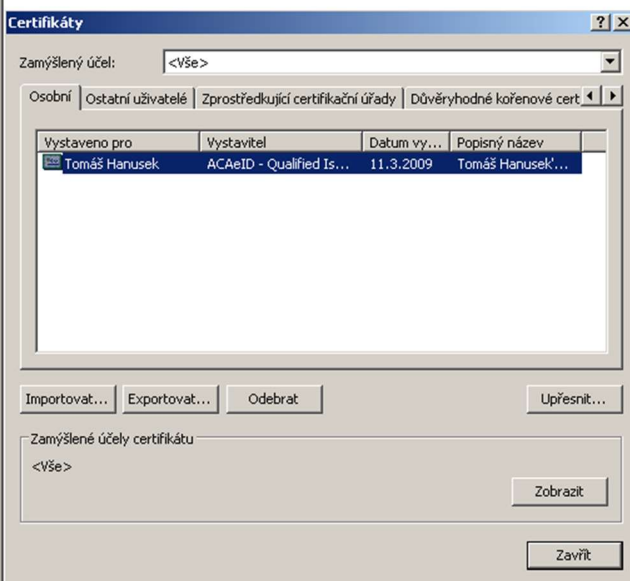 Certifikáty
Zamýšlený účel: <Vše>
Osobní Ostatní uživatelé Zprostředkující certifikační úřady Důvěryhodné kořenové cert
Vystaveno pro Vystavitel Datum vy... Popisný název
Tomáš Hanusek ACAeID - Qualified Is... 11.3.2009 Tomáš Hanusek'...
Importovat... Exportovat... Odebrat Upřesnit...
Zamýšlené účely certifikátu
<Vše>
Zobrazit
Zavřít